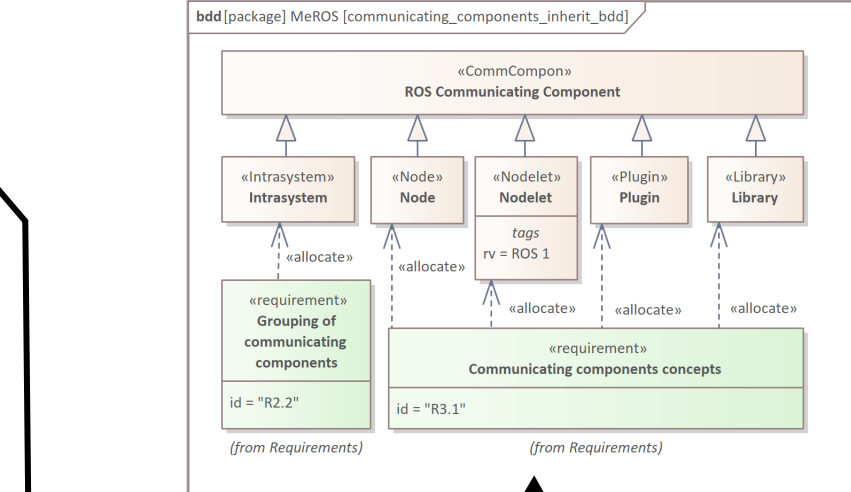 bdd [package] MeROS [communicating_components_inherit_bdd]
«CommCompon»
ROS Communicating Component
«Intrasystem»
Intrasystem
«Node»
Node
«Nodelet»
Nodelet
tags
rv = ROS 1
«Plugin»
Plugin
«Library»
Library
«allocate»
«allocate»
«allocate»
«allocate»
«allocate»
«requirement»
Grouping of
communicating
components
id = "R2.2"
(from Requirements)
«requirement»
Communicating components concepts
id = "R3.1"
(from Requirements)